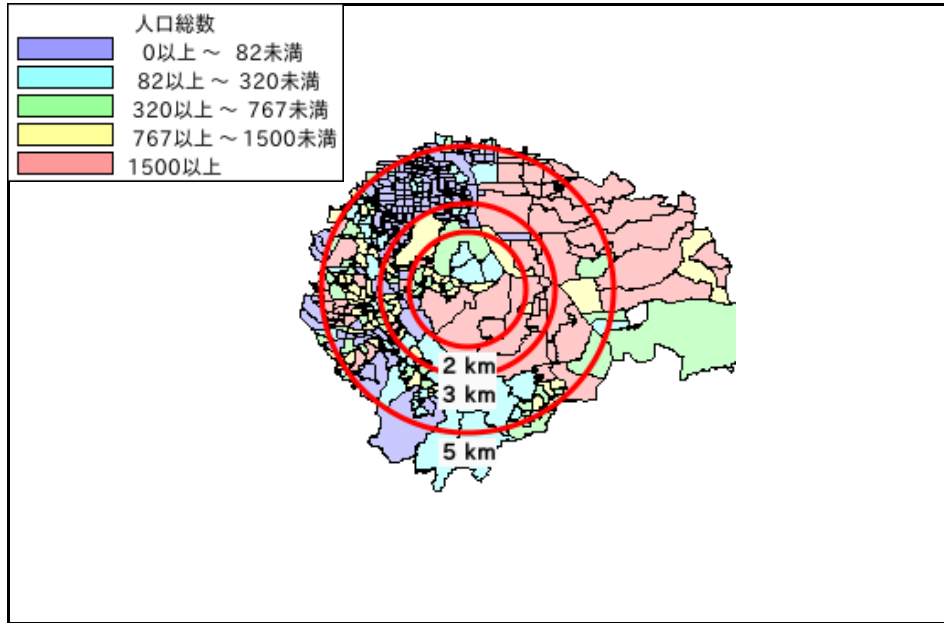 人口総数
0以上 ～ 82未満
82以上 ～ 320未満
320以上 ～ 767未満
767以上 ～ 1500未満
1500以上
2 km
3 km
5 km